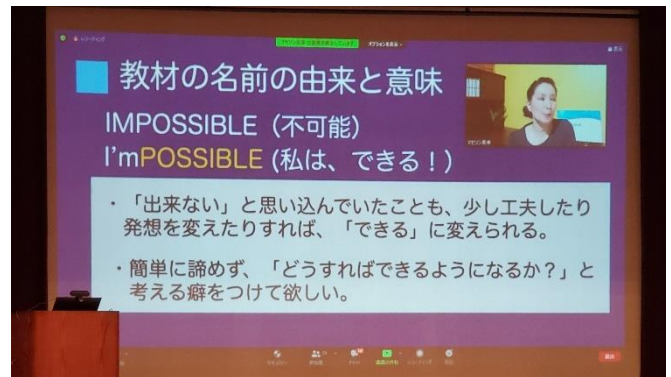 教材の名前の由来と意味
IMPOSSIBLE（不可能）
I'mPOSSIBLE (私は、できる！)
・「出来ない」と思い込んでいたことも、少し工夫したり
発想を変えたりすれば、「できる」に変えられる。
・簡単に諦めず、「どうすればできるようになるか？」と
考える癖をつけて欲しい。